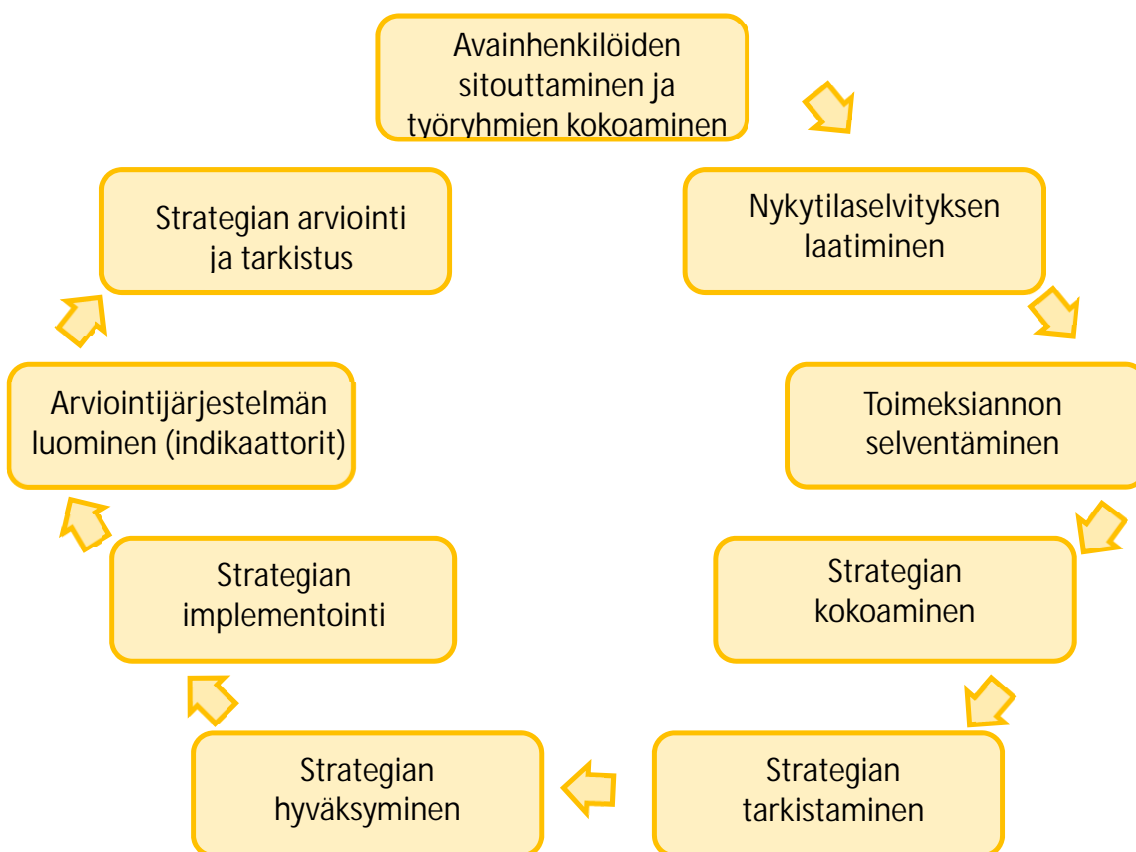 Avainhenkilöiden
sitouttaminen ja
työryhmien kokoaminen
Nykytilaselvityksen
laatiminen
Toimeksiannon
selventäminen
Strategian
kokoaminen
Strategian
tarkistaminen
Strategian
hyväksyminen
Strategian
implementointi
Arviointijärjestelmän
luominen (indikaattorit)
Strategian arviointi
ja tarkistus